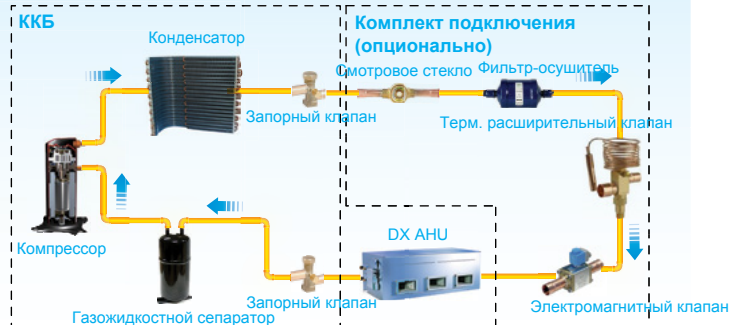 ККБ
Комплект подключения
(опционально)
Конденсатор
Смотровое стекло
Фильтр-осушитель
Запорный клапан
Терм. расширительный клапан
Компрессор
DX AHU
Газожидкостной сепаратор
Запорный клапан
Электромагнитный клапан